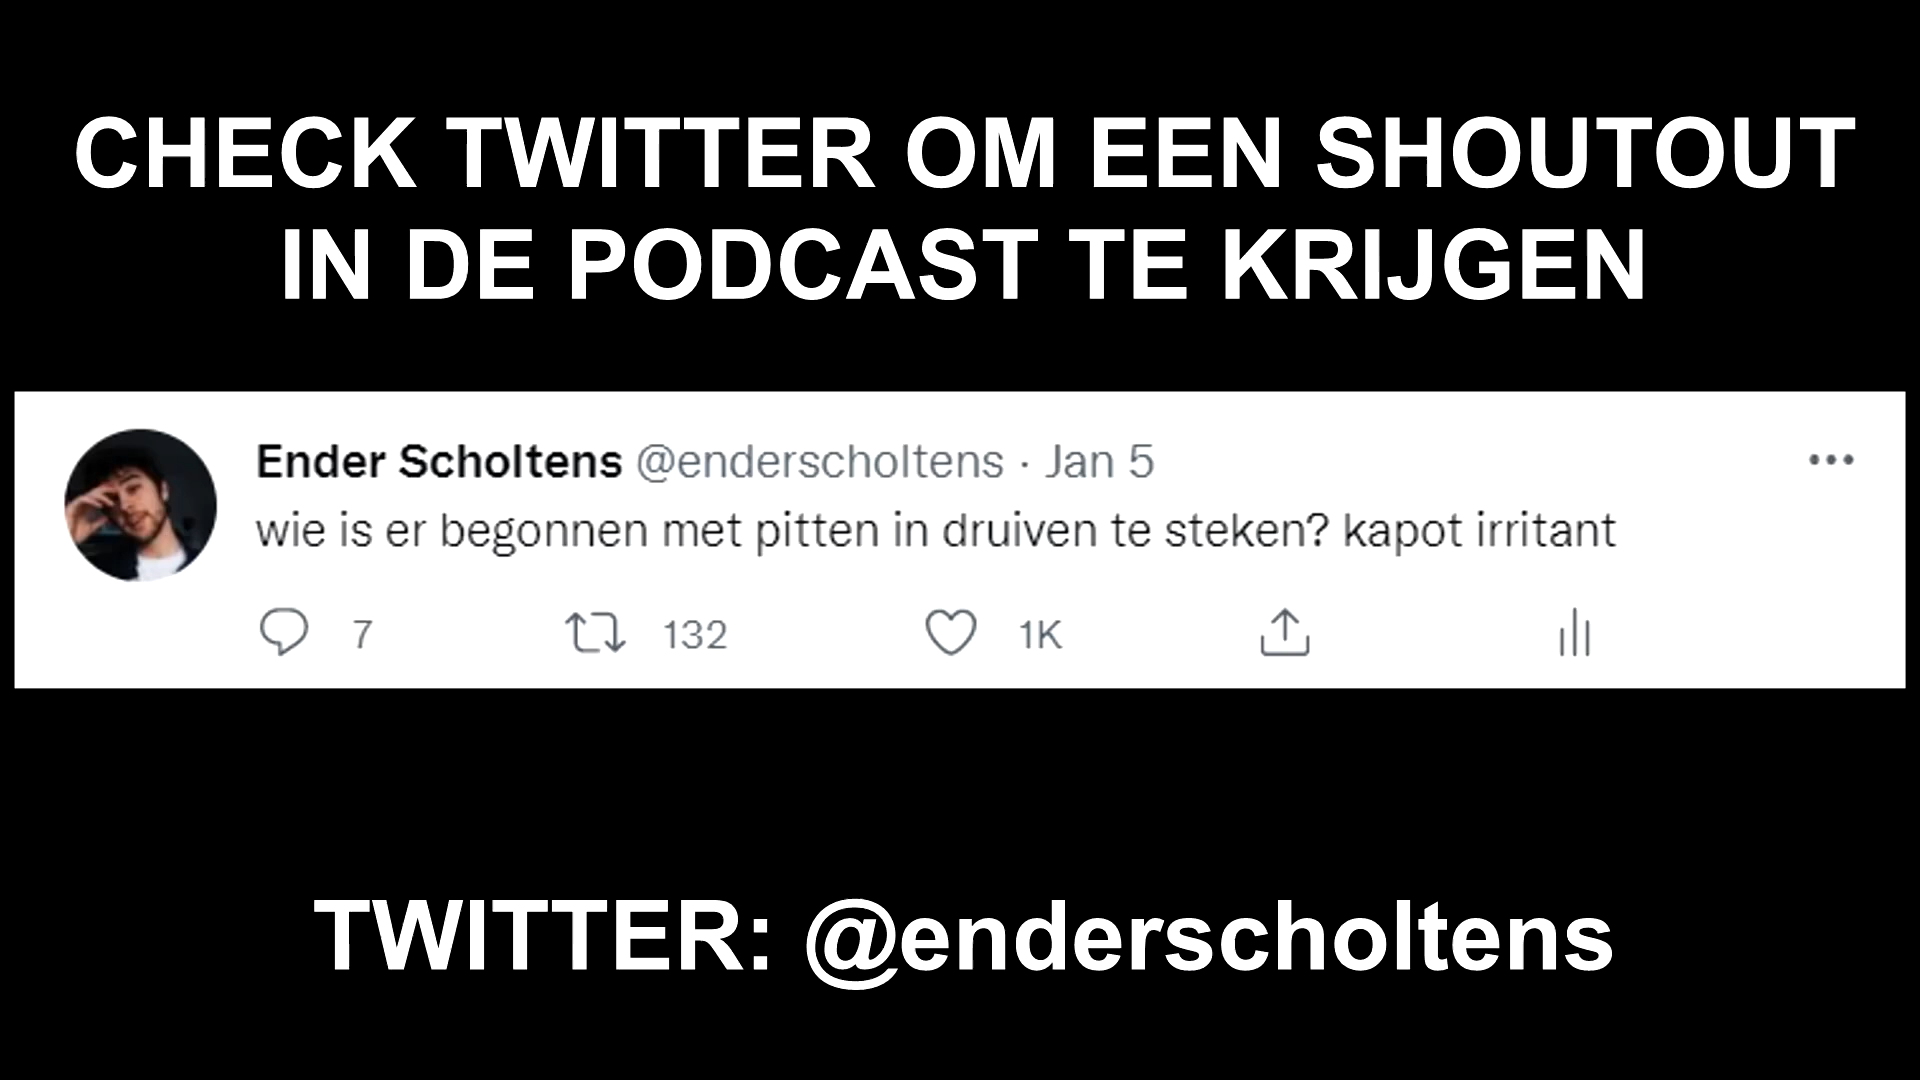 CHECK TWITTER OM EEN SHOUTOUT
IN DE PODCAST TE KRIJGEN
Ender Scholtens @enderscholtens · Jan 5
wie is er begonnen met pitten in druiven te steken? kapot irritant
7 132 1K
TWITTER: @enderscholtens